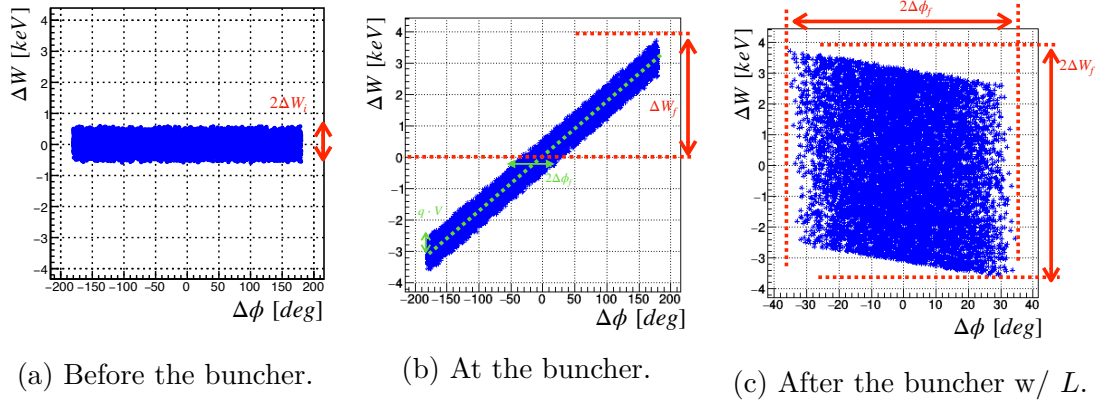 ΔW [keV]
4
3
2
1
0
−1
−2
−3
−4
2ΔW_i
−200 −150 −100 −50 0 50 100 150 200
Δϕ [deg]
(a) Before the buncher.
ΔW [keV]
4
3
2
1
0
−1
−2
−3
−4
ΔW_f
2Δϕ_f
q · V
−200 −150 −100 −50 0 50 100 150 200
Δϕ [deg]
(b) At the buncher.
2Δϕ_f
ΔW [keV]
4
3
2
1
0
−1
−2
−3
−4
2ΔW_f
−40 −30 −20 −10 0 10 20 30 40
Δϕ [deg]
(c) After the buncher w/ L.